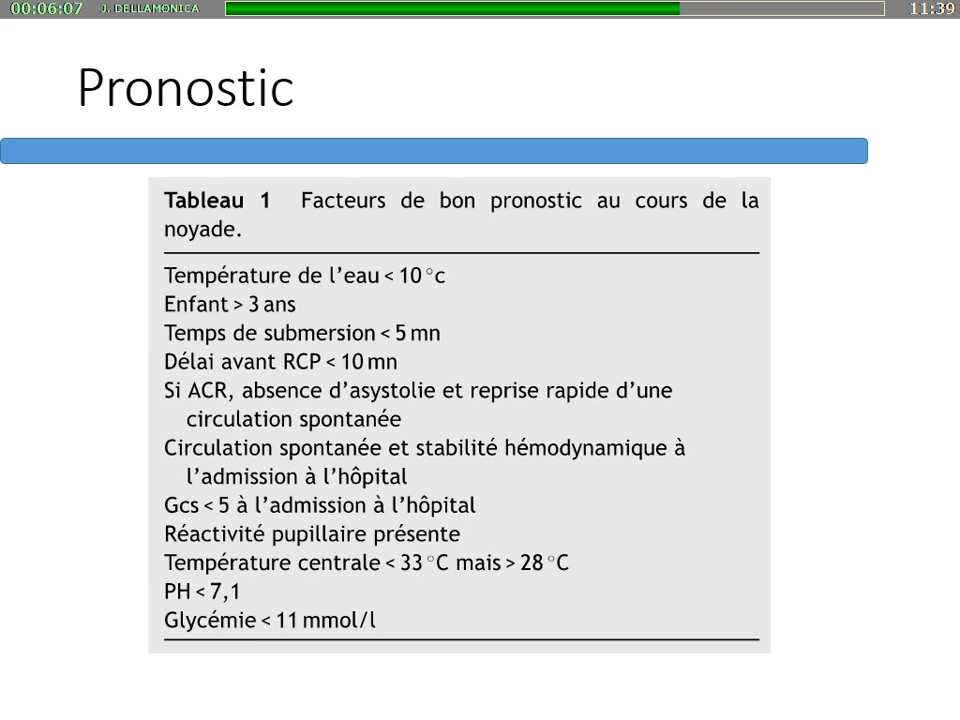 00:06:07 J. DELLAMONICA 11:39
Pronostic
Tableau 1 Facteurs de bon pronostic au cours de la
noyade.
Température de l'eau < 10 °c
Enfant > 3 ans
Temps de submersion < 5 mn
Délai avant RCP < 10 mn
Si ACR, absence d'asystolie et reprise rapide d'une
circulation spontanée
Circulation spontanée et stabilité hémodynamique à
l'admission à l'hôpital
Gcs < 5 à l'admission à l'hôpital
Réactivité pupillaire présente
Température centrale < 33 °C mais > 28 °C
PH < 7,1
Glycémie < 11 mmol/l